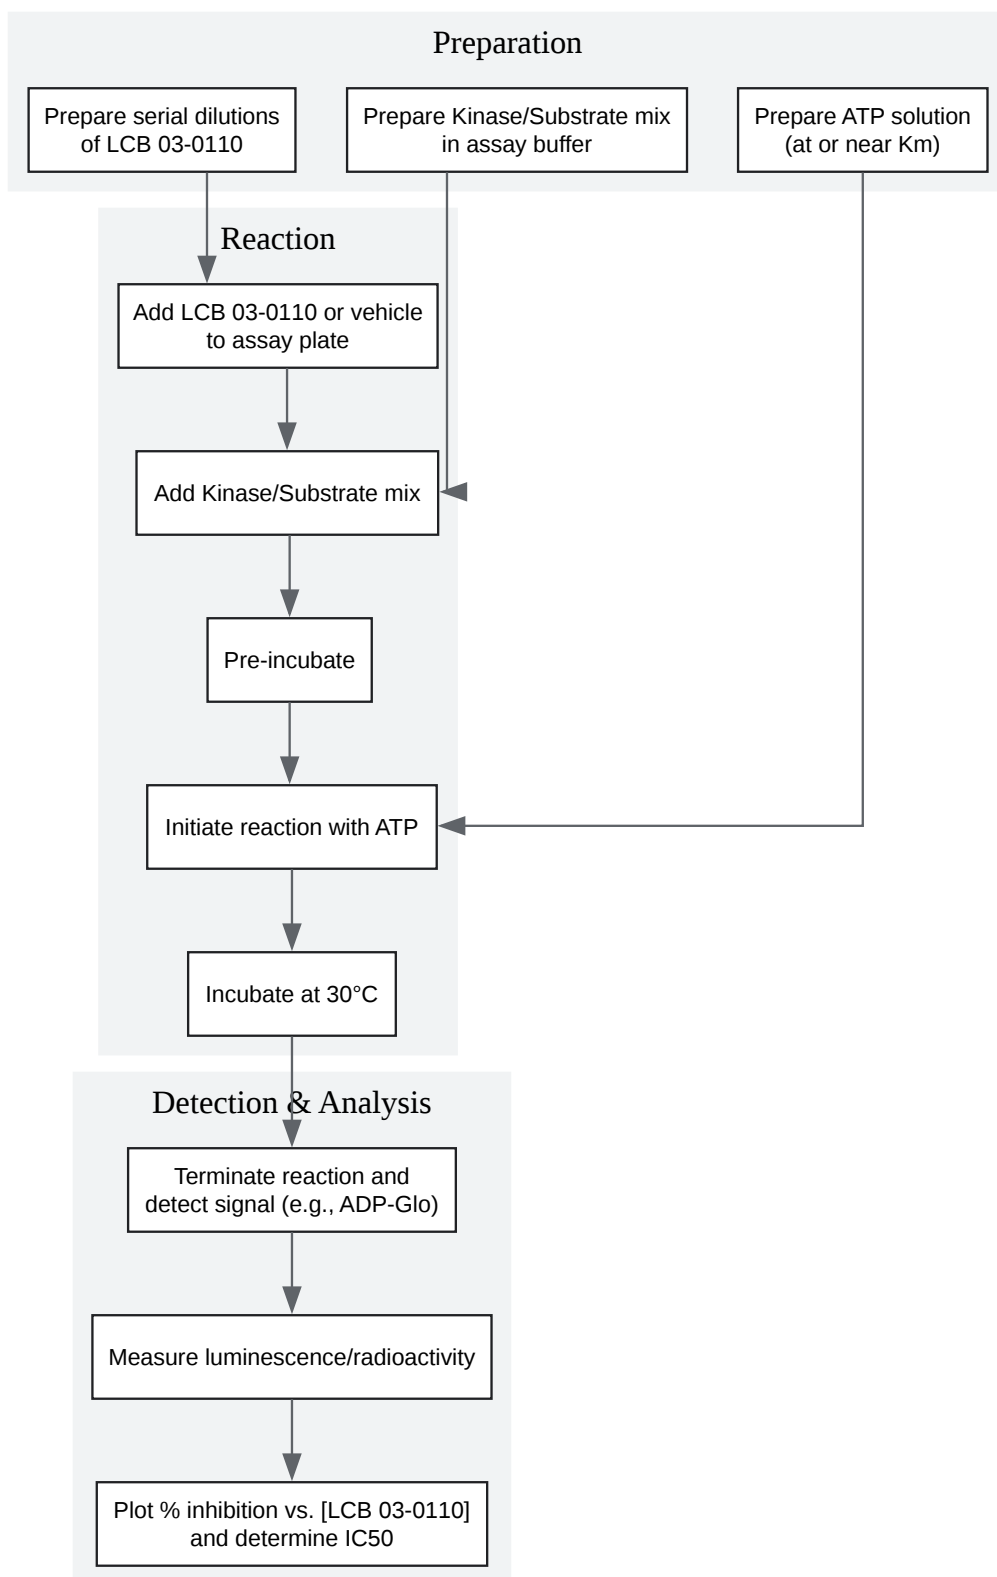 Preparation
Prepare serial dilutions
of LCB 03-0110
Prepare Kinase/Substrate mix
in assay buffer
Prepare ATP solution
(at or near Km)
Reaction
Add LCB 03-0110 or vehicle
to assay plate
Add Kinase/Substrate mix
Pre-incubate
Initiate reaction with ATP
Incubate at 30°C
Detection & Analysis
Terminate reaction and
detect signal (e.g., ADP-Glo)
Measure luminescence/radioactivity
Plot % inhibition vs. [LCB 03-0110]
and determine IC50